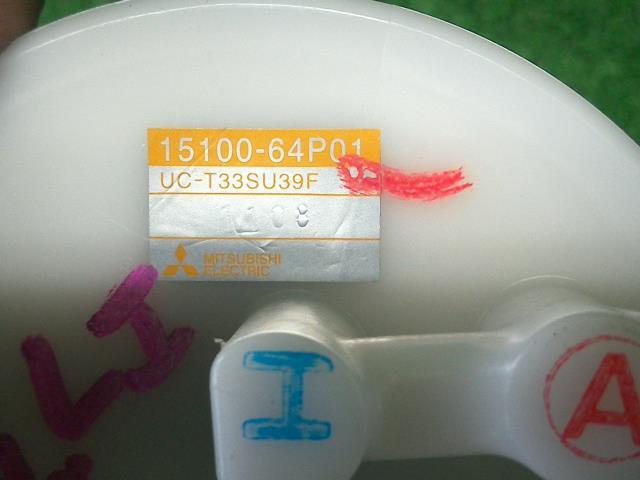 15100-64P01
UC-T33SU39F
MITSUBISHI
ELECTRIC
I
A